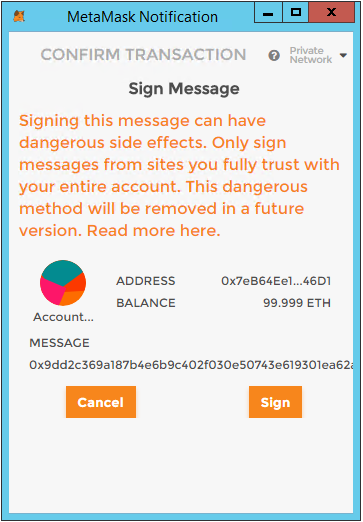 MetaMask Notification
CONFIRM TRANSACTION
Private
Network
Sign Message
Signing this message can have
dangerous side effects. Only sign
messages from sites you fully trust with
your entire account. This dangerous
method will be removed in a future
version. Read more here.
ADDRESS 0x7eB64Ee1...46D1
BALANCE 99.999 ETH
Account...
MESSAGE
0x9dd2c369a187b4e6b9c402f030e50743e619301ea62a
Cancel Sign